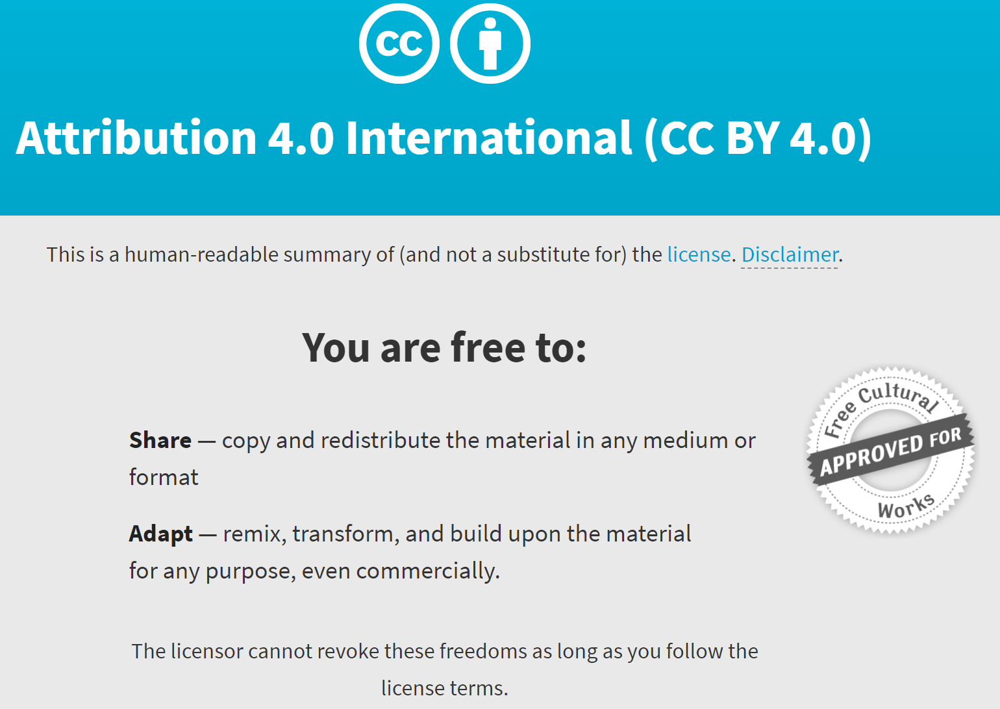 cc
Attribution 4.0 International (CC BY 4.0)
This is a human-readable summary of (and not a substitute for) the license. Disclaimer.
You are free to:
Share — copy and redistribute the material in any medium or
format
Adapt — remix, transform, and build upon the material
for any purpose, even commercially.
Free Cultural
APPROVED FOR
Works
The licensor cannot revoke these freedoms as long as you follow the
license terms.